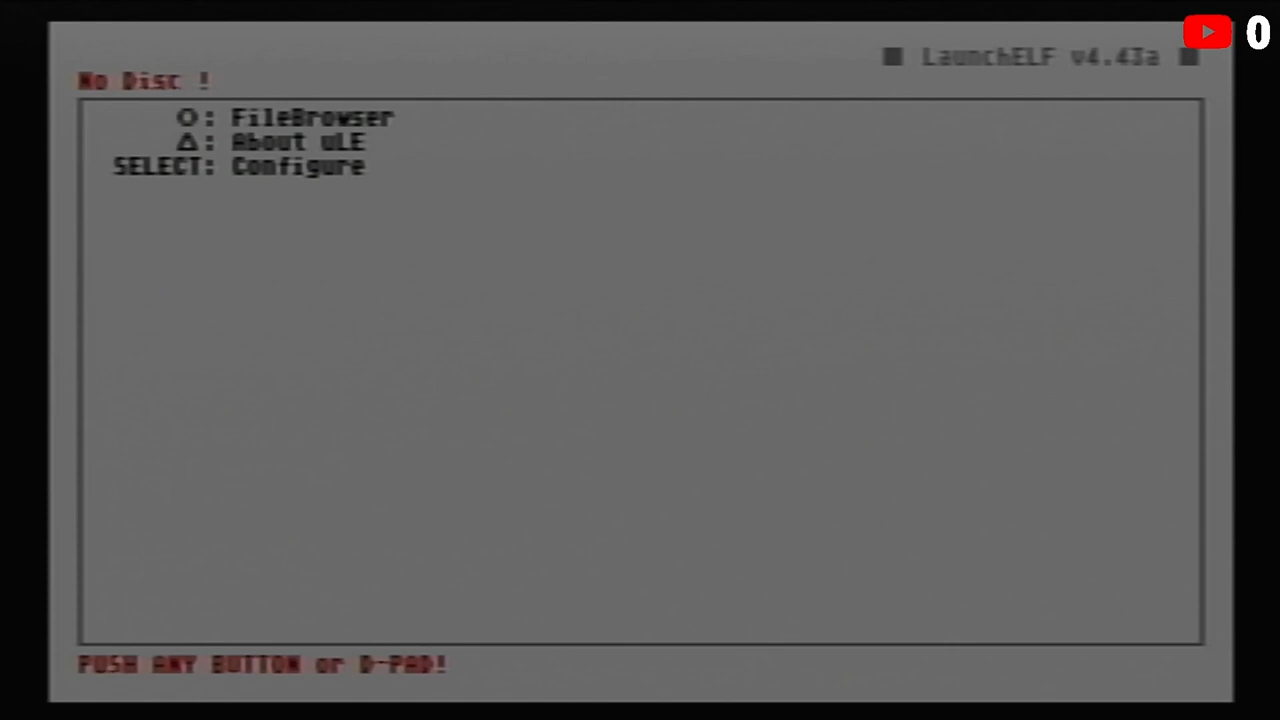 ■ LaunchELF v4.43a ■
0
No Disc !
O: FileBrowser
Δ: About uLE
SELECT: Configure
PUSH ANY BUTTON or D-PAD!